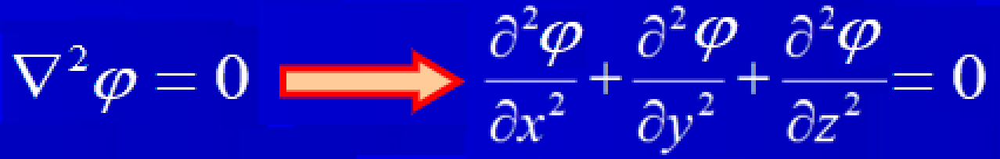 ∇²φ = 0 ⇒ ∂²φ/∂x² + ∂²φ/∂y² + ∂²φ/∂z² = 0